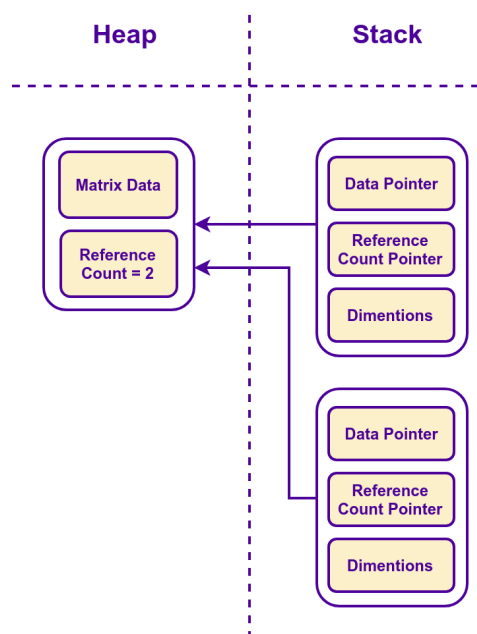 Heap
Stack
Matrix Data
Reference
Count = 2
Data Pointer
Reference
Count Pointer
Dimentions
Data Pointer
Reference
Count Pointer
Dimentions